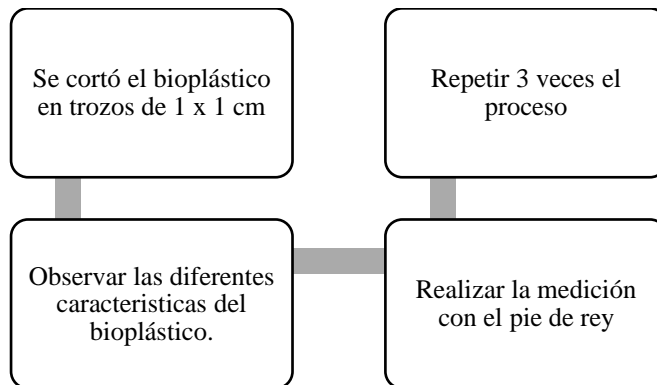 Se cortó el bioplástico
en trozos de 1 x 1 cm
Observar las diferentes
caracteristicas del
bioplástico.
Realizar la medición
con el pie de rey
Repetir 3 veces el
proceso